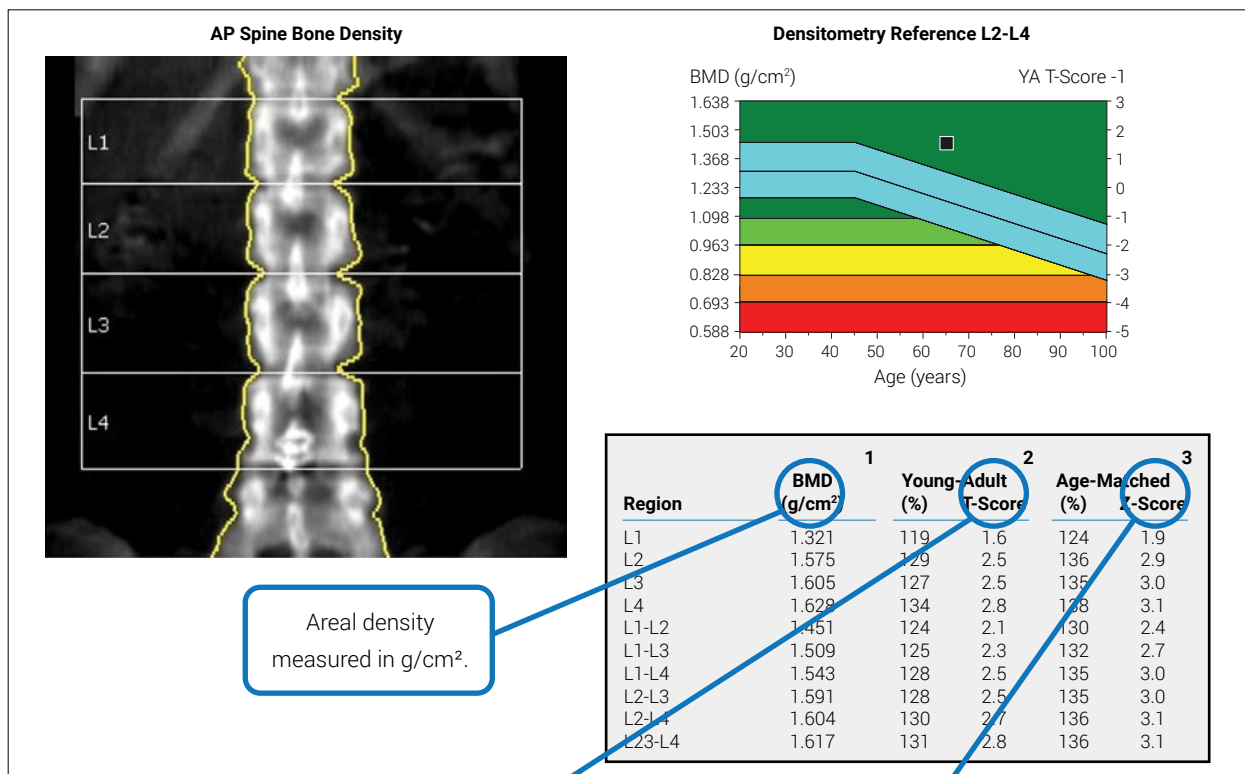 AP Spine Bone Density
L1
L2
L3
L4
Densitometry Reference L2-L4
BMD (g/cm²) YA T-Score -1
1.638 3
1.503 2
1.368 1
1.233 0
1.098 -1
0.963 -2
0.828 -3
0.693 -4
0.588 -5
20 30 40 50 60 70 80 90 100
Age (years)
1 2 3
BMD Young-Adult Age-Matched
Region (g/cm²) (%) T-Score (%) Z-Score
L1 1.321 119 1.6 124 1.9
L2 1.575 129 2.5 136 2.9
L3 1.605 127 2.5 135 3.0
L4 1.628 134 2.8 138 3.1
L1-L2 1.451 124 2.1 130 2.4
L1-L3 1.509 125 2.3 132 2.7
L1-L4 1.543 128 2.5 135 3.0
L2-L3 1.591 128 2.5 135 3.0
L2-L4 1.604 130 2.7 136 3.1
L23-L4 1.617 131 2.8 136 3.1
Areal density
measured in g/cm².